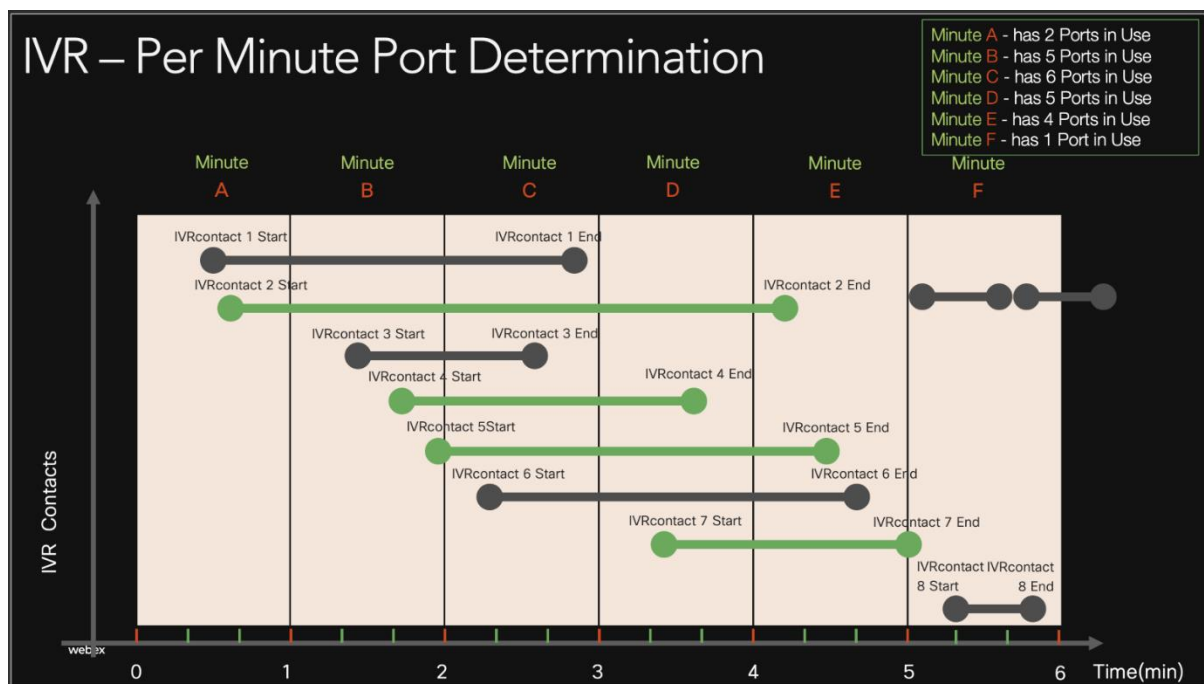 IVR – Per Minute Port Determination
Minute A - has 2 Ports in Use
Minute B - has 5 Ports in Use
Minute C - has 6 Ports in Use
Minute D - has 5 Ports in Use
Minute E - has 4 Ports in Use
Minute F - has 1 Port in Use
Minute Minute Minute Minute Minute Minute
A B C D E F
IVRcontact 1 Start IVRcontact 1 End
IVRcontact 2 Start IVRcontact 2 End
IVRcontact 3 Start IVRcontact 3 End
IVRcontact 4 Start IVRcontact 4 End
IVRcontact 5Start IVRcontact 5 End
IVRcontact 6 Start IVRcontact 6 End
IVRcontact 7 Start IVRcontact 7 End
IVRcontact IVRcontact
8 Start 8 End
IVR Contacts
webex
0 1 2 3 4 5 6 Time(min)